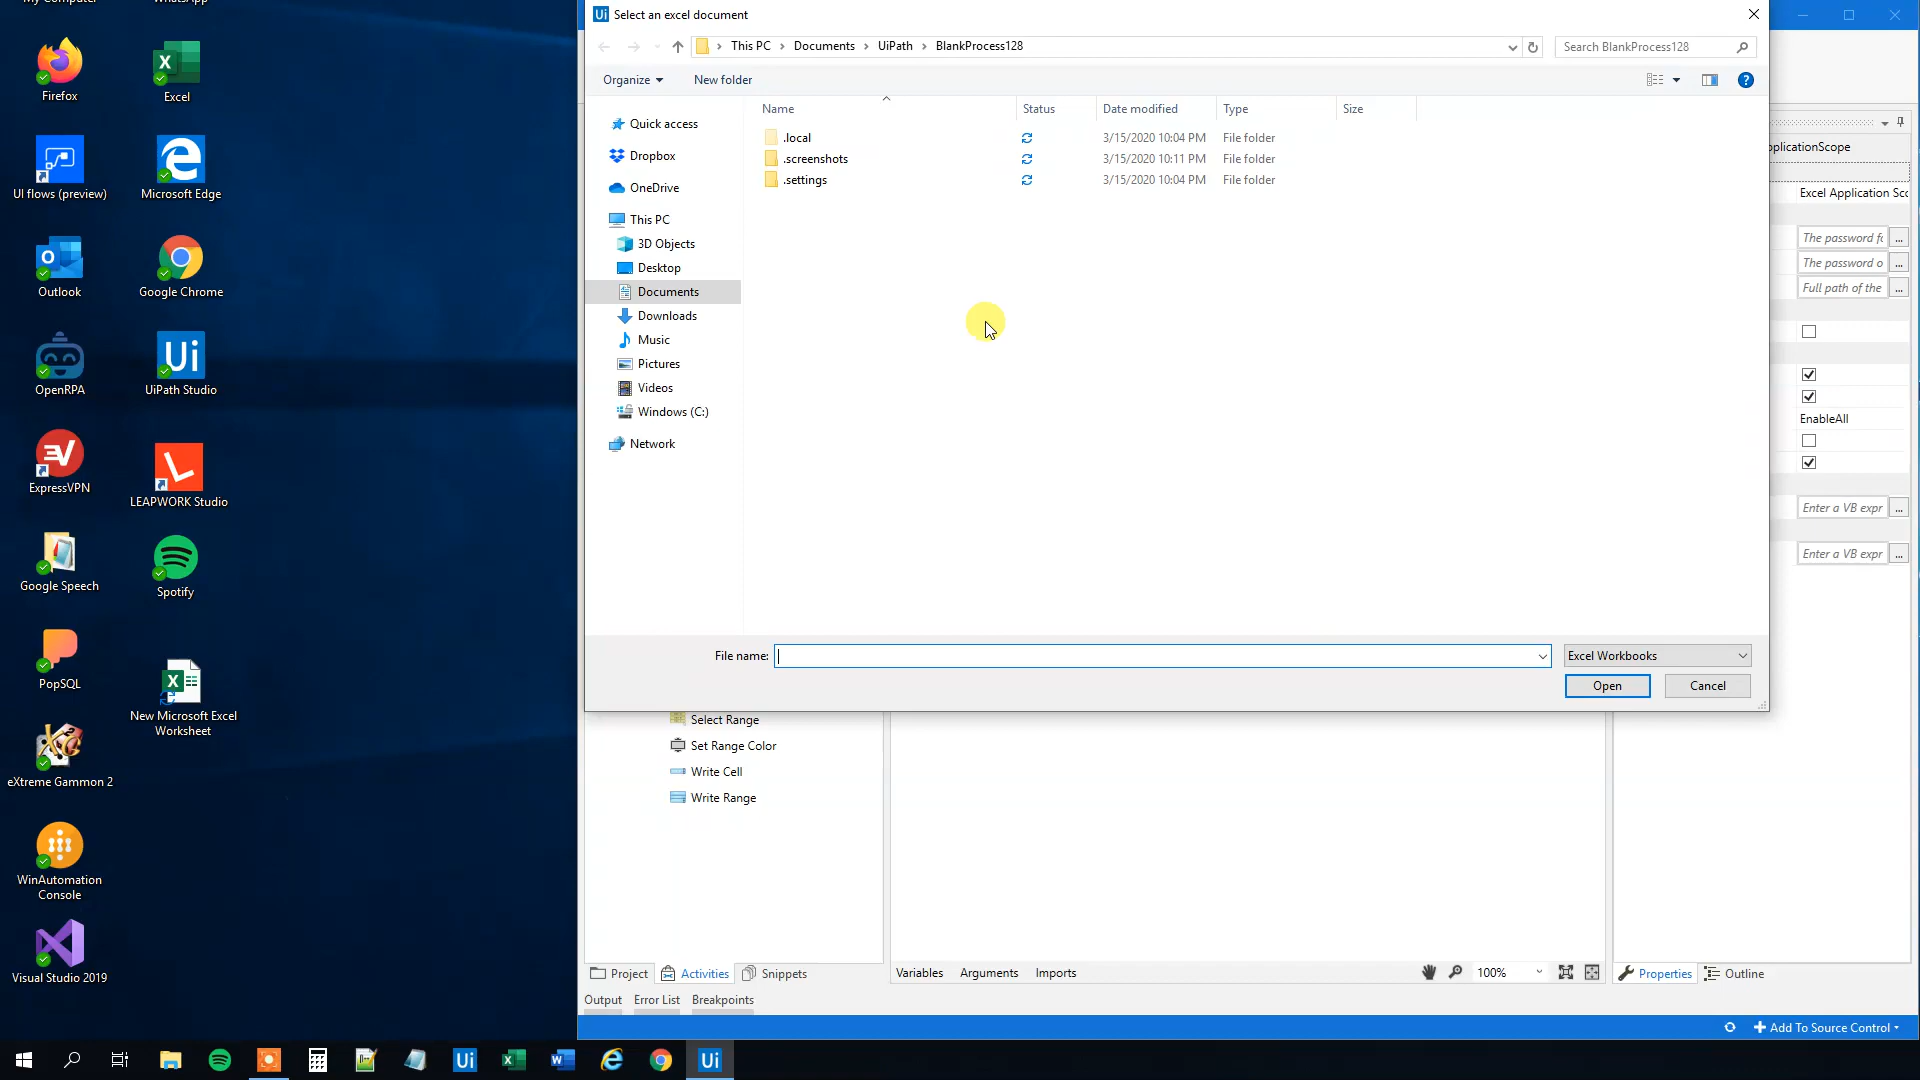 My Computer
WhatsApp
Firefox
Excel
UI flows (preview)
Microsoft Edge
Outlook
Google Chrome
OpenRPA
UiPath Studio
ExpressVPN
LEAPWORK Studio
Google Speech
Spotify
PopSQL
New Microsoft Excel
Worksheet
eXtreme Gammon 2
WinAutomation
Console
Visual Studio 2019
Select an excel document
This PC
Documents
UiPath
BlankProcess128
Search BlankProcess128
Organize
New folder
Name
Status
Date modified
Type
Size
.local
3/15/2020 10:04 PM
File folder
.screenshots
3/15/2020 10:11 PM
File folder
.settings
3/15/2020 10:04 PM
File folder
Quick access
Dropbox
OneDrive
This PC
3D Objects
Desktop
Documents
Downloads
Music
Pictures
Videos
Windows (C:)
Network
File name:
Excel Workbooks
Open
Cancel
Excel Application Sc
The password f
...
The password o
...
Full path of the
...
EnableAll
Enter a VB expr
...
Enter a VB expr
...
Select Range
Set Range Color
Write Cell
Write Range
Project
Activities
Snippets
Variables
Arguments
Imports
100%
Properties
Outline
Output
Error List
Breakpoints
Add To Source Control